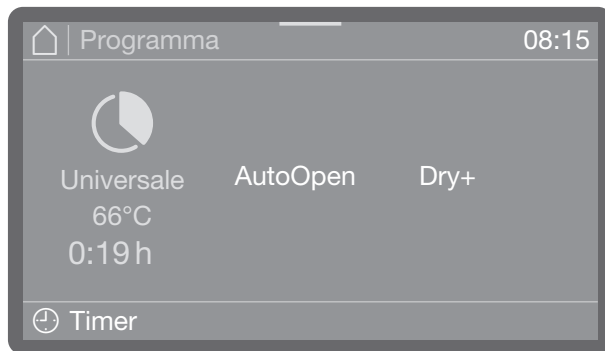 Programma 08:15
Universale AutoOpen Dry+
66°C
0:19 h
Timer